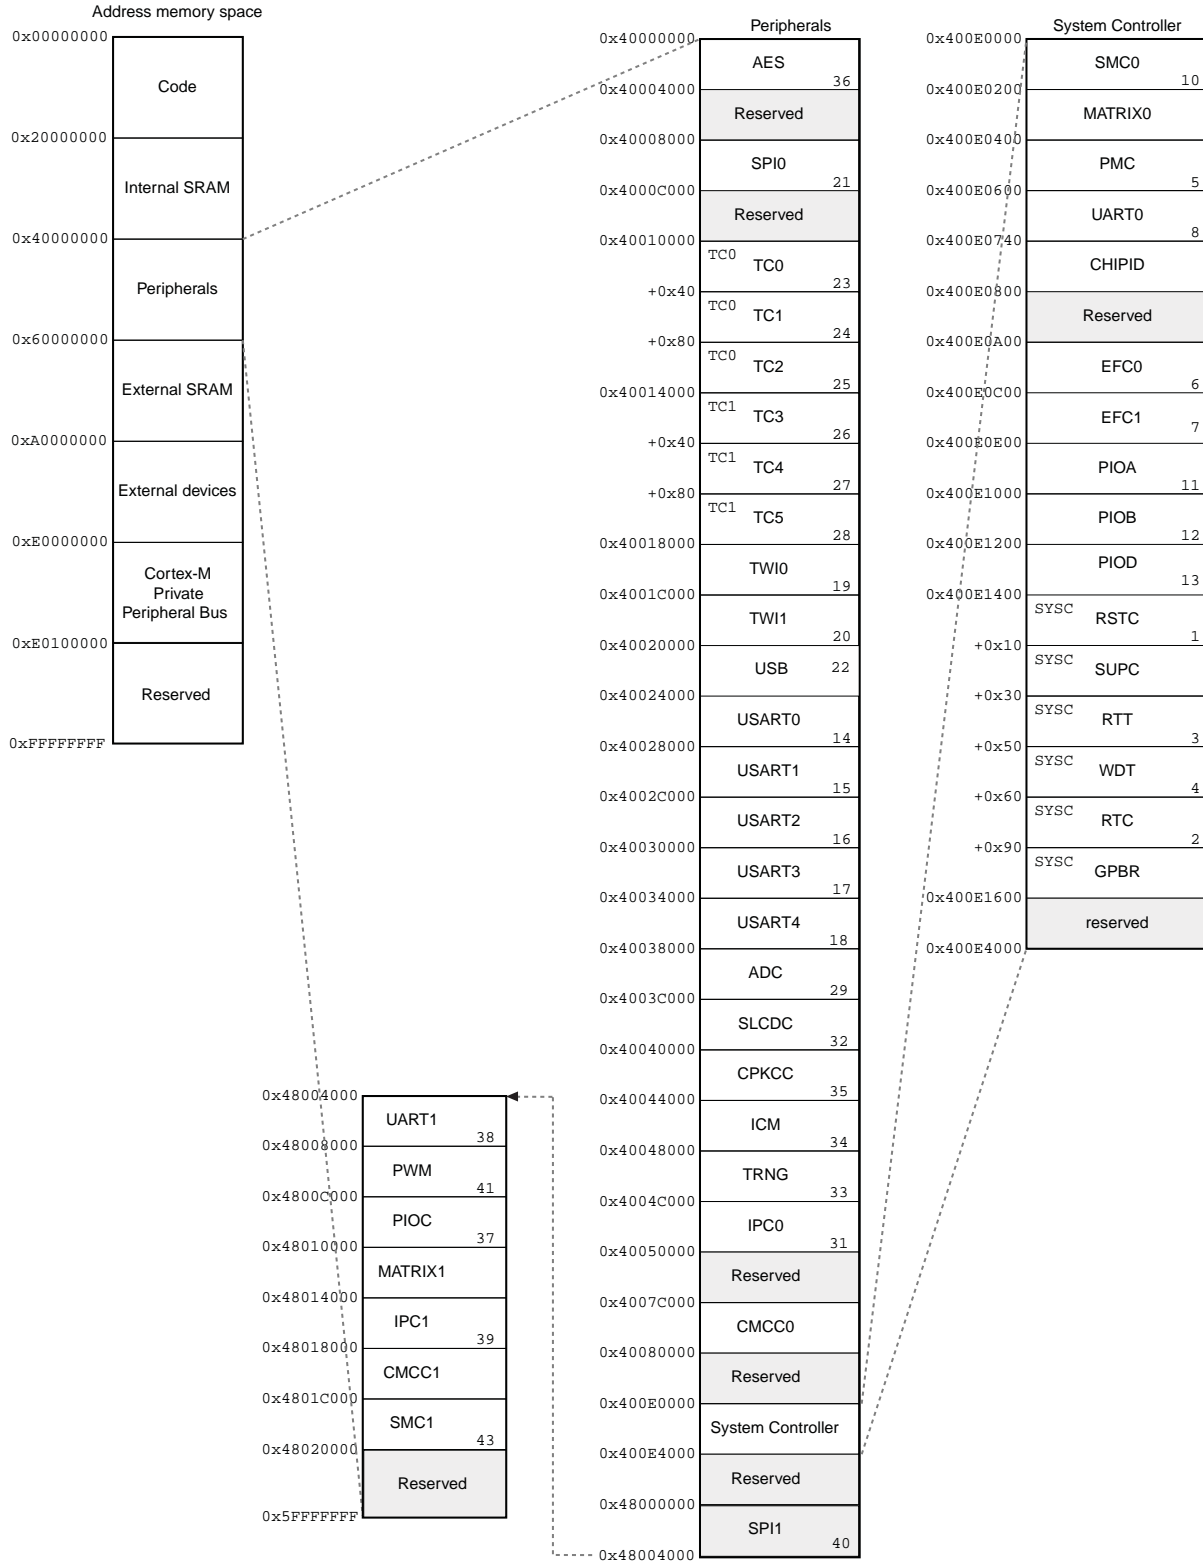 Address memory space
0x00000000
Code
0x20000000
Internal SRAM
0x40000000
Peripherals
0x60000000
External SRAM
0xA0000000
External devices
0xE0000000
Cortex-M
Private
Peripheral Bus
0xE0100000
Reserved
0xFFFFFFFF
0x48004000
UART1
38
0x48008000
PWM
41
0x4800C000
PIOC
37
0x48010000
MATRIX1
0x48014000
IPC1
39
0x48018000
CMCC1
0x4801C000
SMC1
43
0x48020000
Reserved
0x5FFFFFFF
Peripherals
0x40000000
AES
36
0x40004000
Reserved
0x40008000
SPI0
21
0x4000C000
Reserved
0x40010000
TC0
TC0
23
+0x40
TC0
TC1
24
+0x80
TC0
TC2
25
0x40014000
TC1
TC3
26
+0x40
TC1
TC4
27
+0x80
TC1
TC5
28
0x40018000
TWI0
19
0x4001C000
TWI1
20
0x40020000
USB
22
0x40024000
USART0
14
0x40028000
USART1
15
0x4002C000
USART2
16
0x40030000
USART3
17
0x40034000
USART4
18
0x40038000
ADC
29
0x4003C000
SLCDC
32
0x40040000
CPKCC
35
0x40044000
ICM
34
0x40048000
TRNG
33
0x4004C000
IPC0
31
0x40050000
Reserved
0x4007C000
CMCC0
0x40080000
Reserved
0x400E0000
System Controller
0x400E4000
Reserved
0x48000000
SPI1
40
0x48004000
System Controller
0x400E0000
SMC0
10
0x400E0200
MATRIX0
0x400E0400
PMC
5
0x400E0600
UART0
8
0x400E0740
CHIPID
0x400E0800
Reserved
0x400E0A00
EFC0
6
0x400E0C00
EFC1
7
0x400E0E00
PIOA
11
0x400E1000
PIOB
12
0x400E1200
PIOD
13
0x400E1400
SYSC
RSTC
1
+0x10
SYSC
SUPC
+0x30
SYSC
RTT
3
+0x50
SYSC
WDT
4
+0x60
SYSC
RTC
2
+0x90
SYSC
GPBR
0x400E1600
reserved
0x400E4000